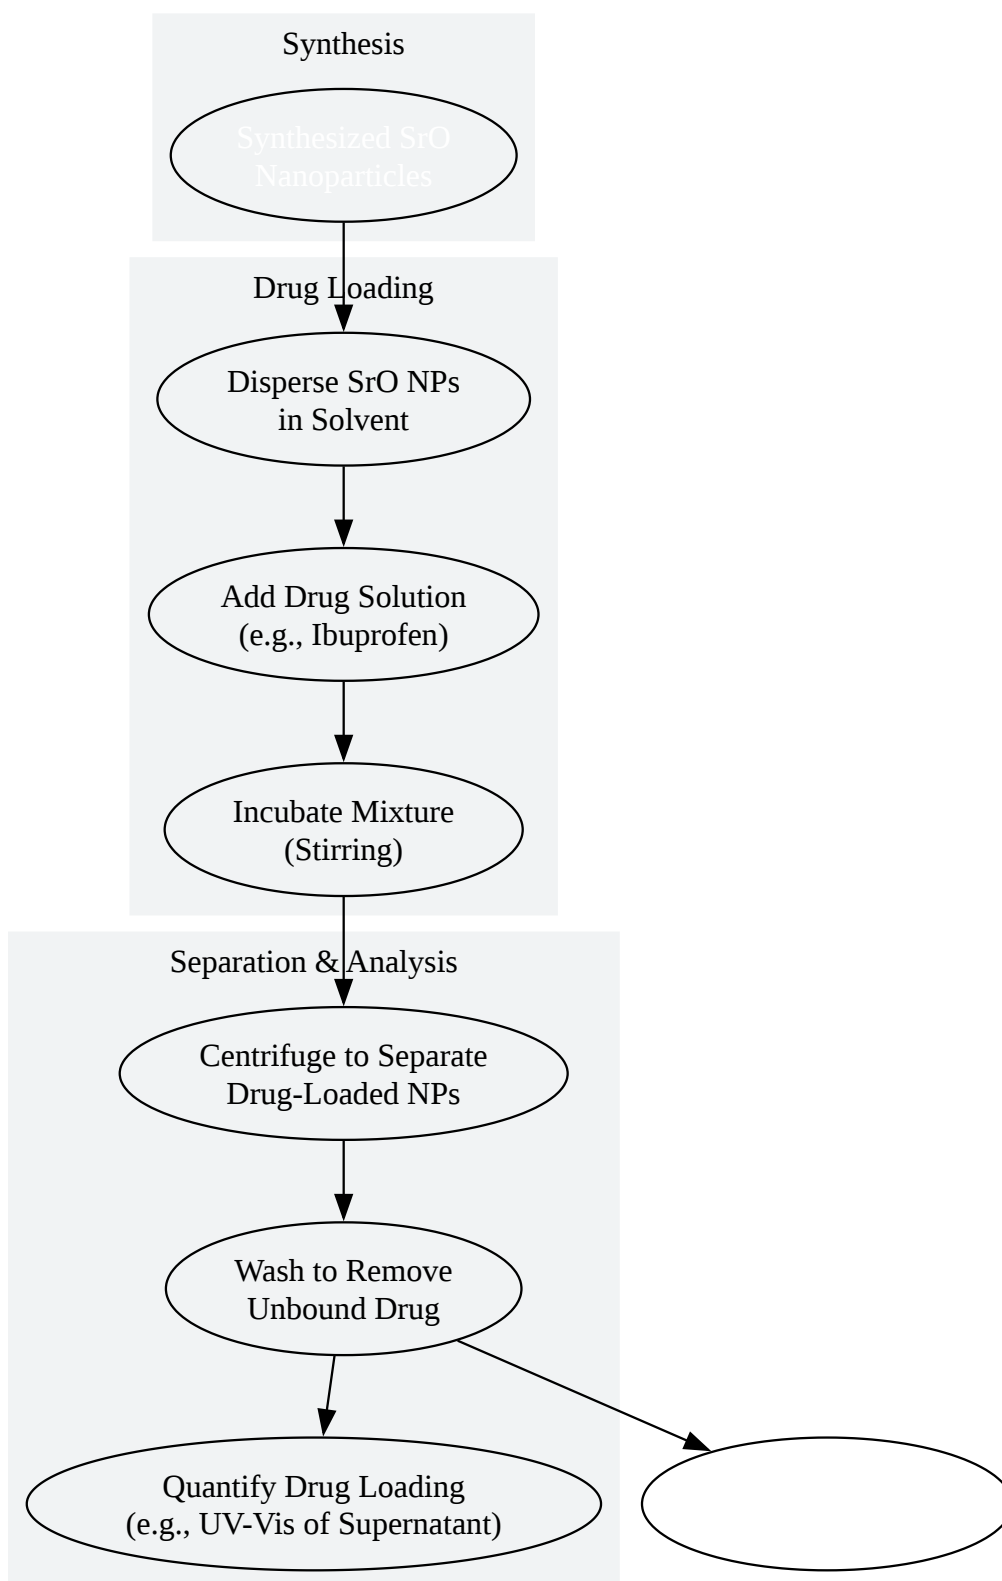 Synthesis
Synthesized SrO
Nanoparticles
Drug Loading
Disperse SrO NPs
in Solvent
Add Drug Solution
(e.g., Ibuprofen)
Incubate Mixture
(Stirring)
Separation & Analysis
Centrifuge to Separate
Drug-Loaded NPs
Wash to Remove
Unbound Drug
Quantify Drug Loading
(e.g., UV-Vis of Supernatant)